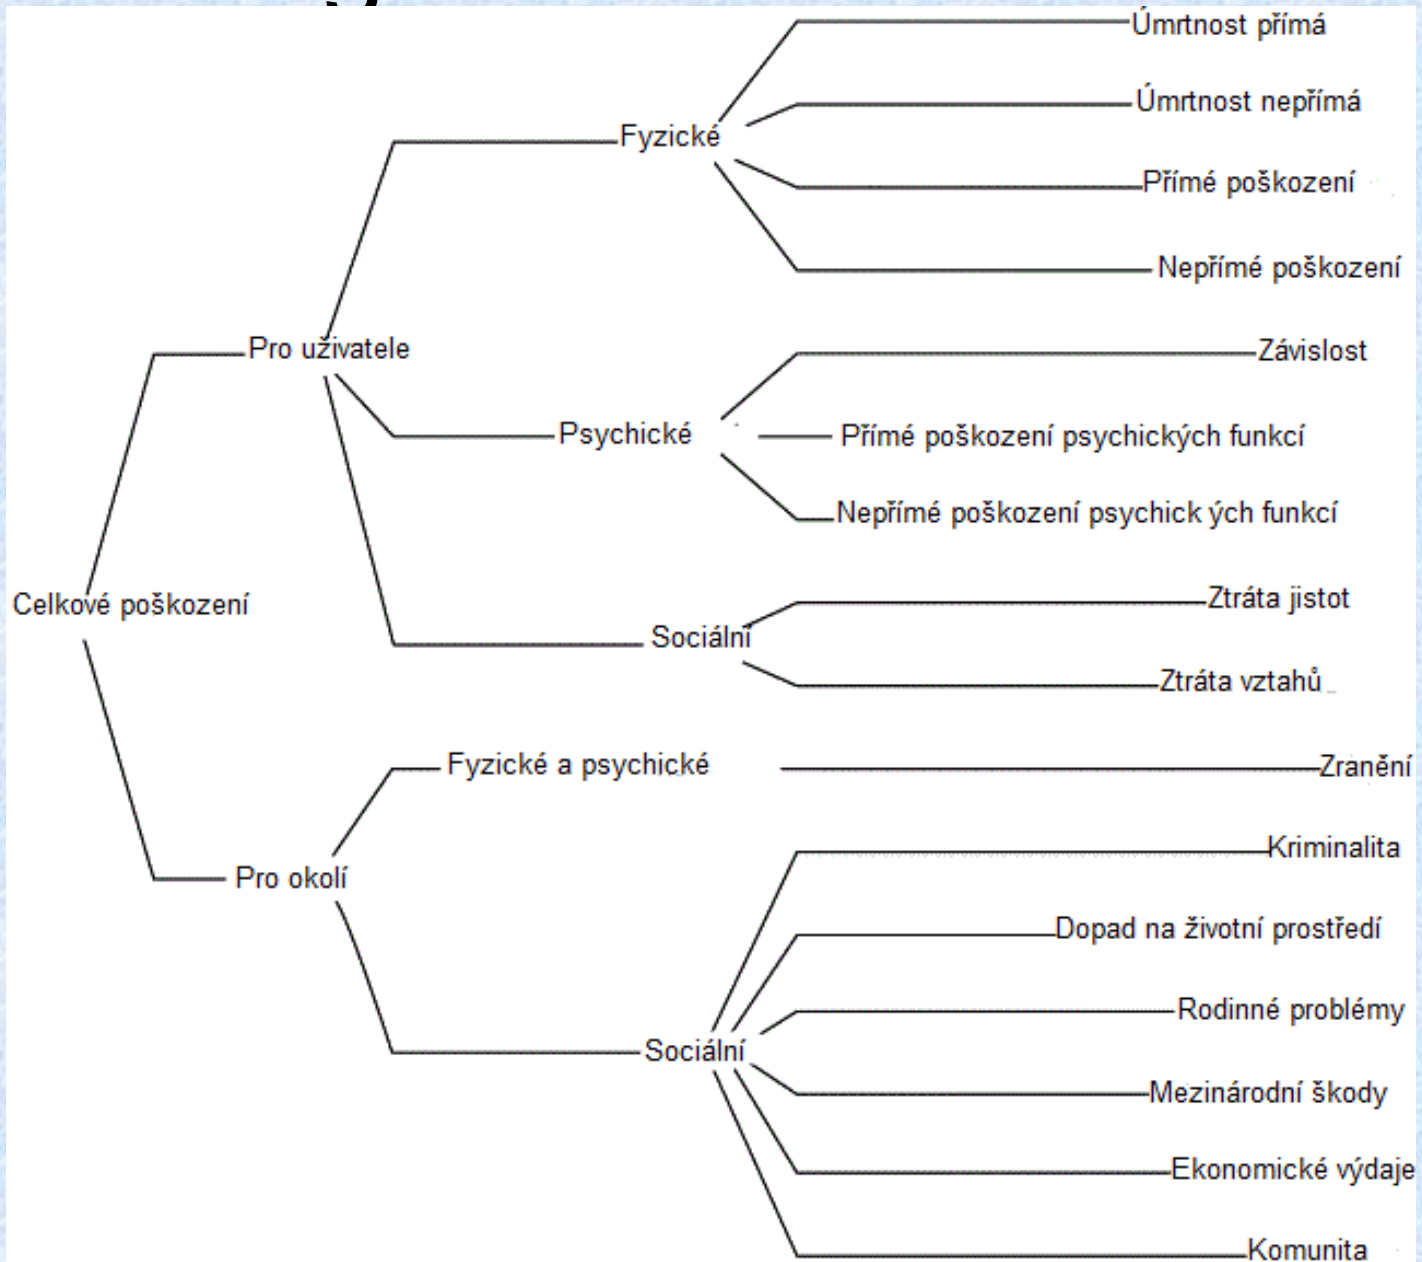 Úmrtnost přímá
Úmrtnost nepřímá
Fyzické
Přímé poškození
Nepřímé poškození
Pro uživatele
Závislost
Psychické
Přímé poškození psychických funkcí
Nepřímé poškození psychick ých funkcí
Celkové poškození
Ztráta jistot
Sociální
Ztráta vztahů
Fyzické a psychické
Zranění
Pro okolí
Kriminalita
Dopad na životní prostředí
Rodinné problémy
Sociální
Mezinárodní škody
Ekonomické výdaje
Komunita